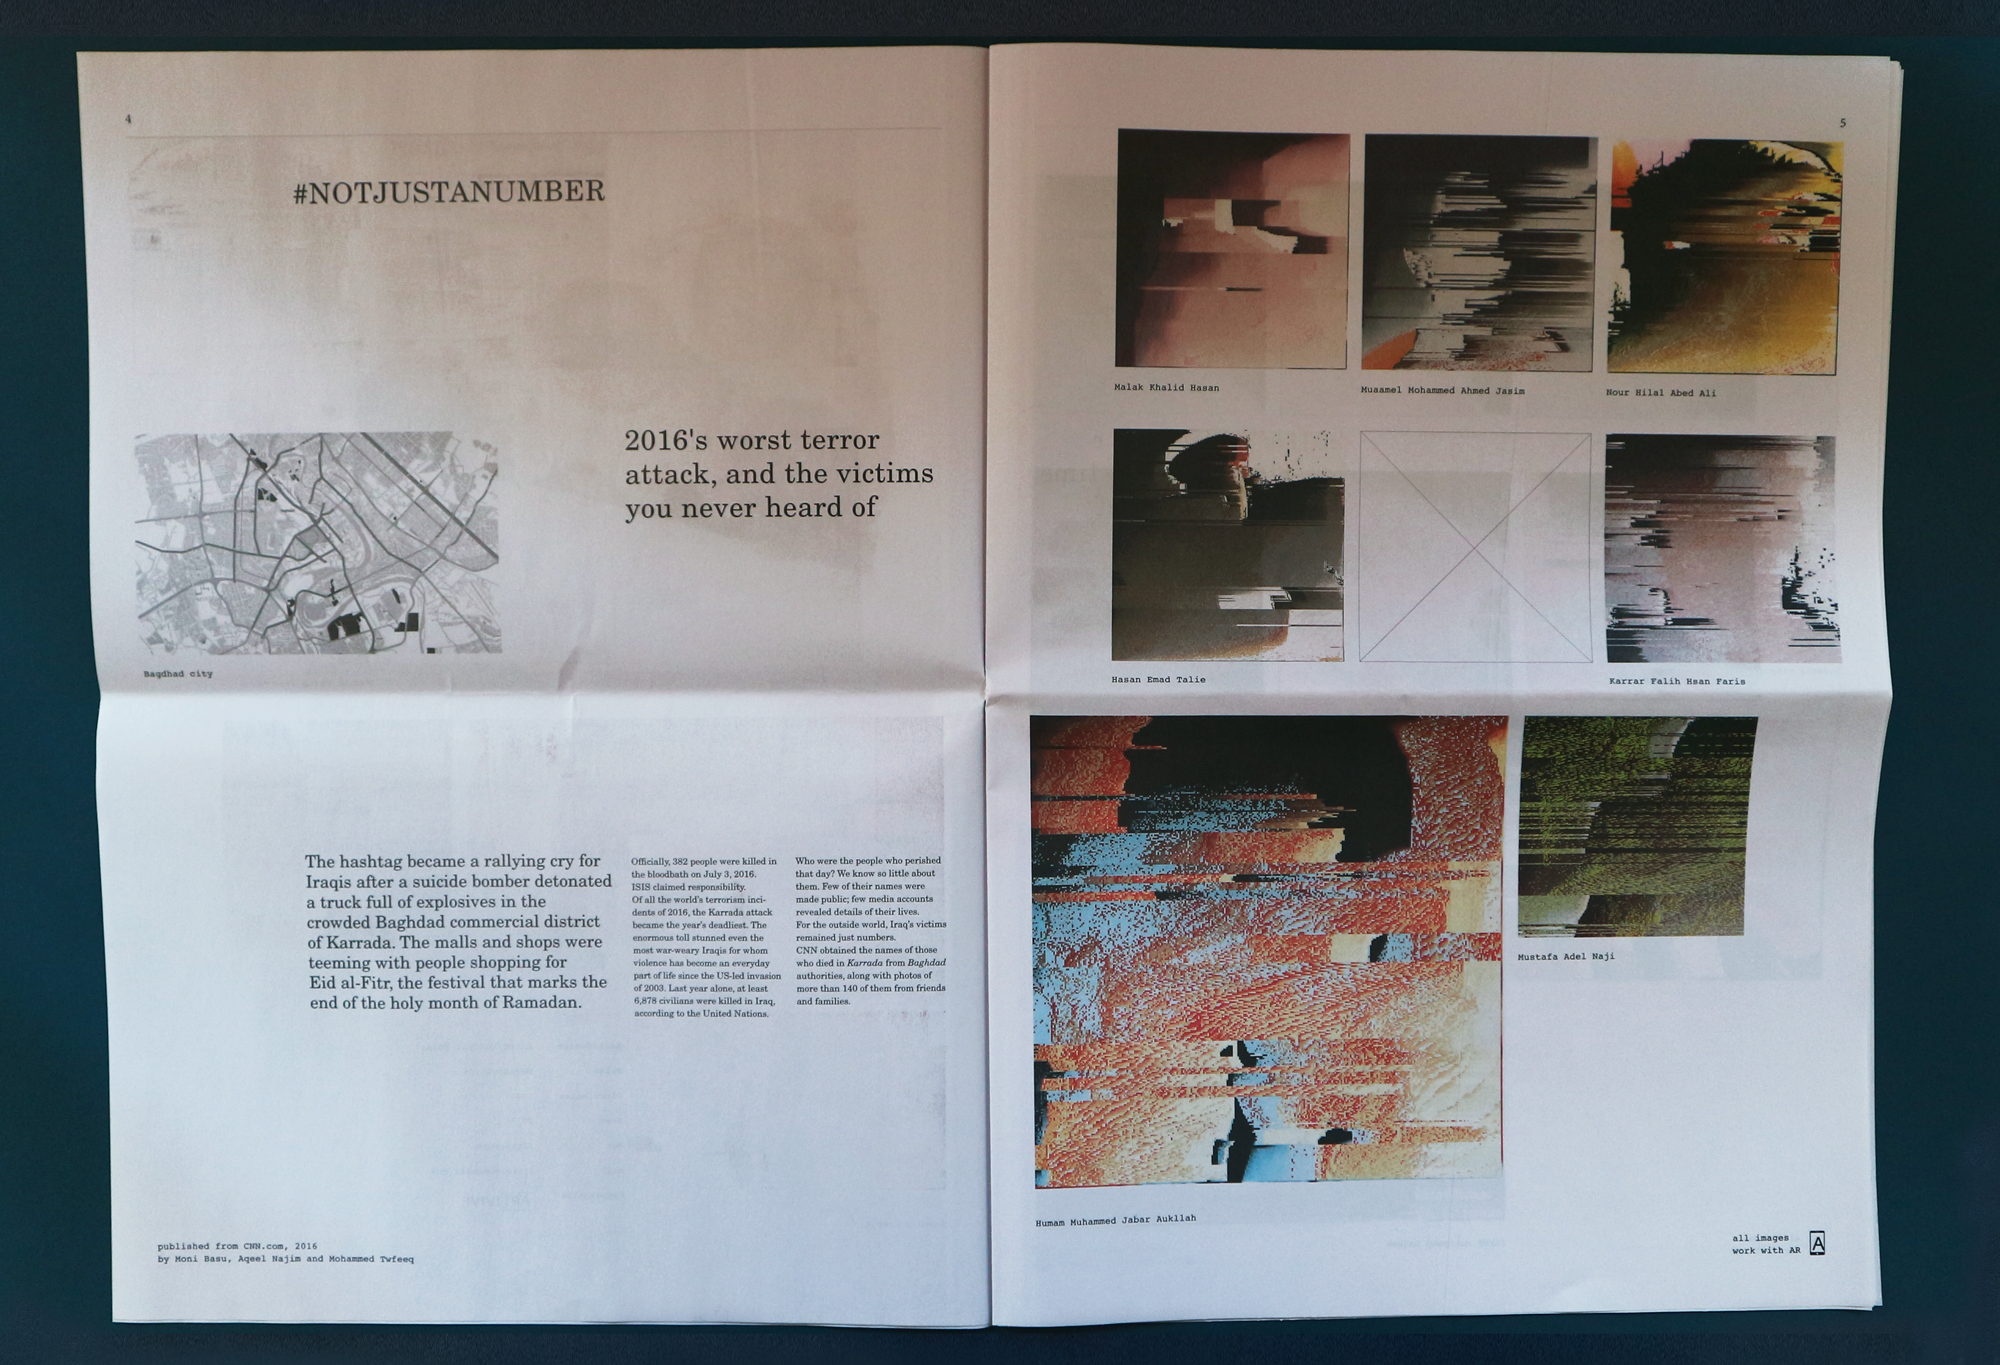 4
#NOTJUSTANUMBER
2016's worst terror
attack, and the victims
you never heard of
Bagdhad city
The hashtag became a rallying cry for
Iraqis after a suicide bomber detonated
a truck full of explosives in the
crowded Baghdad commercial district
of Karrada. The malls and shops were
teeming with people shopping for
Eid al-Fitr, the festival that marks the
end of the holy month of Ramadan.
Officially, 382 people were killed in
the bloodbath on July 3, 2016.
ISIS claimed responsibility.
Of all the world's terrorism inci-
dents of 2016, the Karrada attack
became the year's deadliest. The
enormous toll stunned even the
most war-weary Iraqis for whom
violence has become an everyday
part of life since the US-led invasion
of 2003. Last year alone, at least
6,878 civilians were killed in Iraq,
according to the United Nations.
Who were the people who perished
that day? We know so little about
them. Few of their names were
made public; few media accounts
revealed details of their lives.
For the outside world, Iraq's victims
remained just numbers.
CNN obtained the names of those
who died in Karrada from Baghdad
authorities, along with photos of
more than 140 of them from friends
and families.
published from CNN.com, 2016
by Moni Basu, Aqeel Najim and Mohammed Twfeeq
5
Malak Khalid Hasan
Muaamel Mohammed Ahmed Jasim
Nour Hilal Abed Ali
Hasan Emad Talie
Karrar Falih Hsan Faris
Mustafa Adel Naji
Humam Muhammed Jabar Aukllah
all images
work with AR A